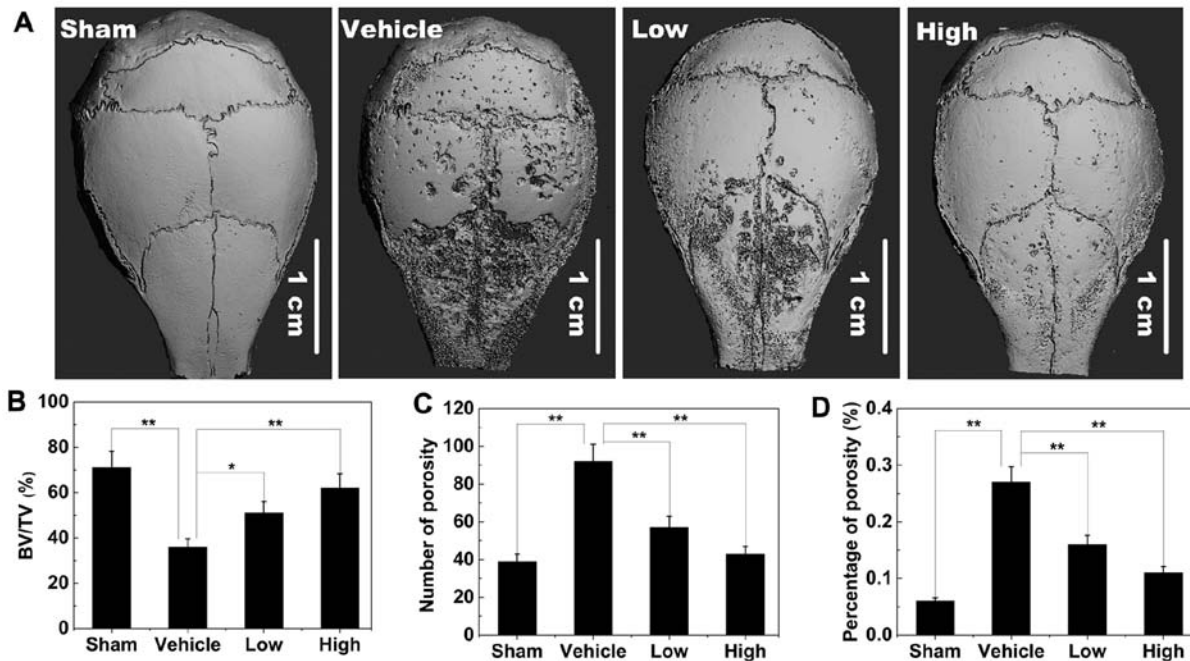 A
Sham
Vehicle
Low
High
1 cm
1 cm
1 cm
1 cm
B
100
80
60
40
20
0
BV/TV (%)
**
**
*
Sham Vehicle Low High
C
120
100
80
60
40
20
0
Number of porosity
**
**
**
Sham Vehicle Low High
D
0.4
0.3
0.2
0.1
0.0
Percentage of porosity (%)
**
**
**
Sham Vehicle Low High